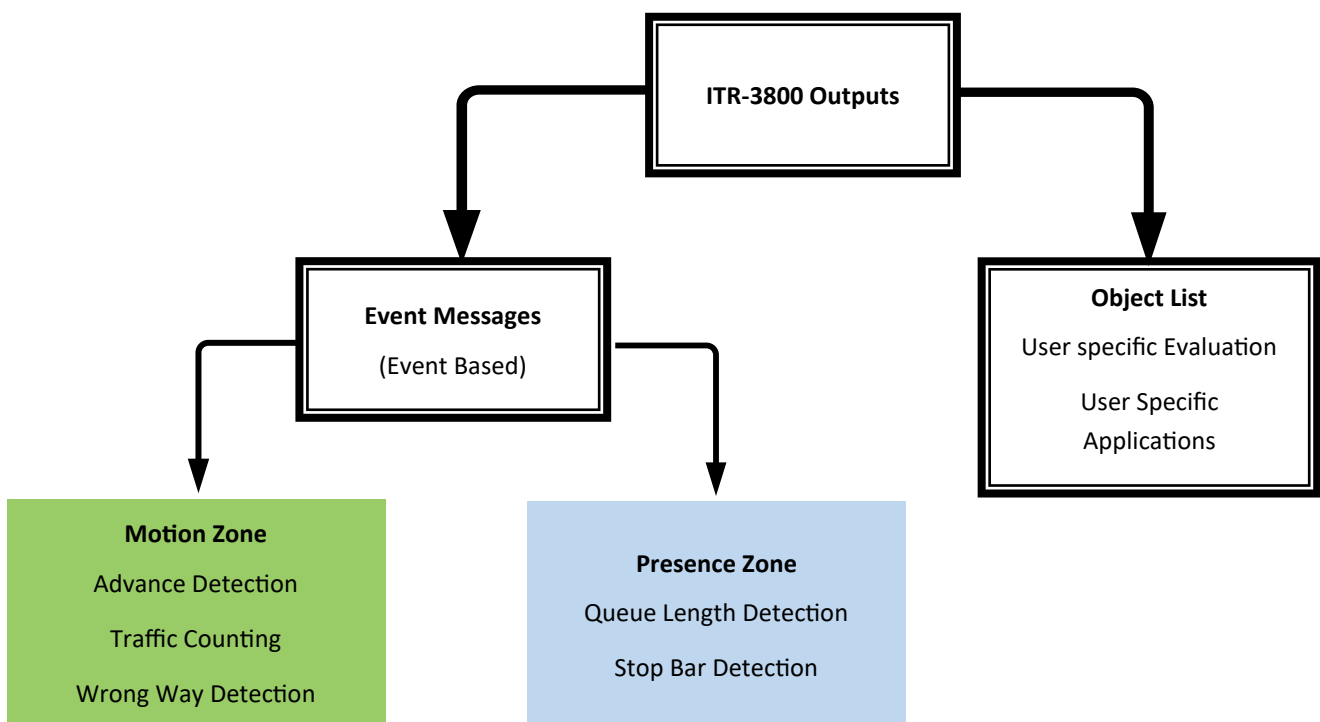 ITR-3800 Outputs
Event Messages
(Event Based)
Object List
User specific Evaluation
User Specific
Applications
Motion Zone
Advance Detection
Traffic Counting
Wrong Way Detection
Presence Zone
Queue Length Detection
Stop Bar Detection